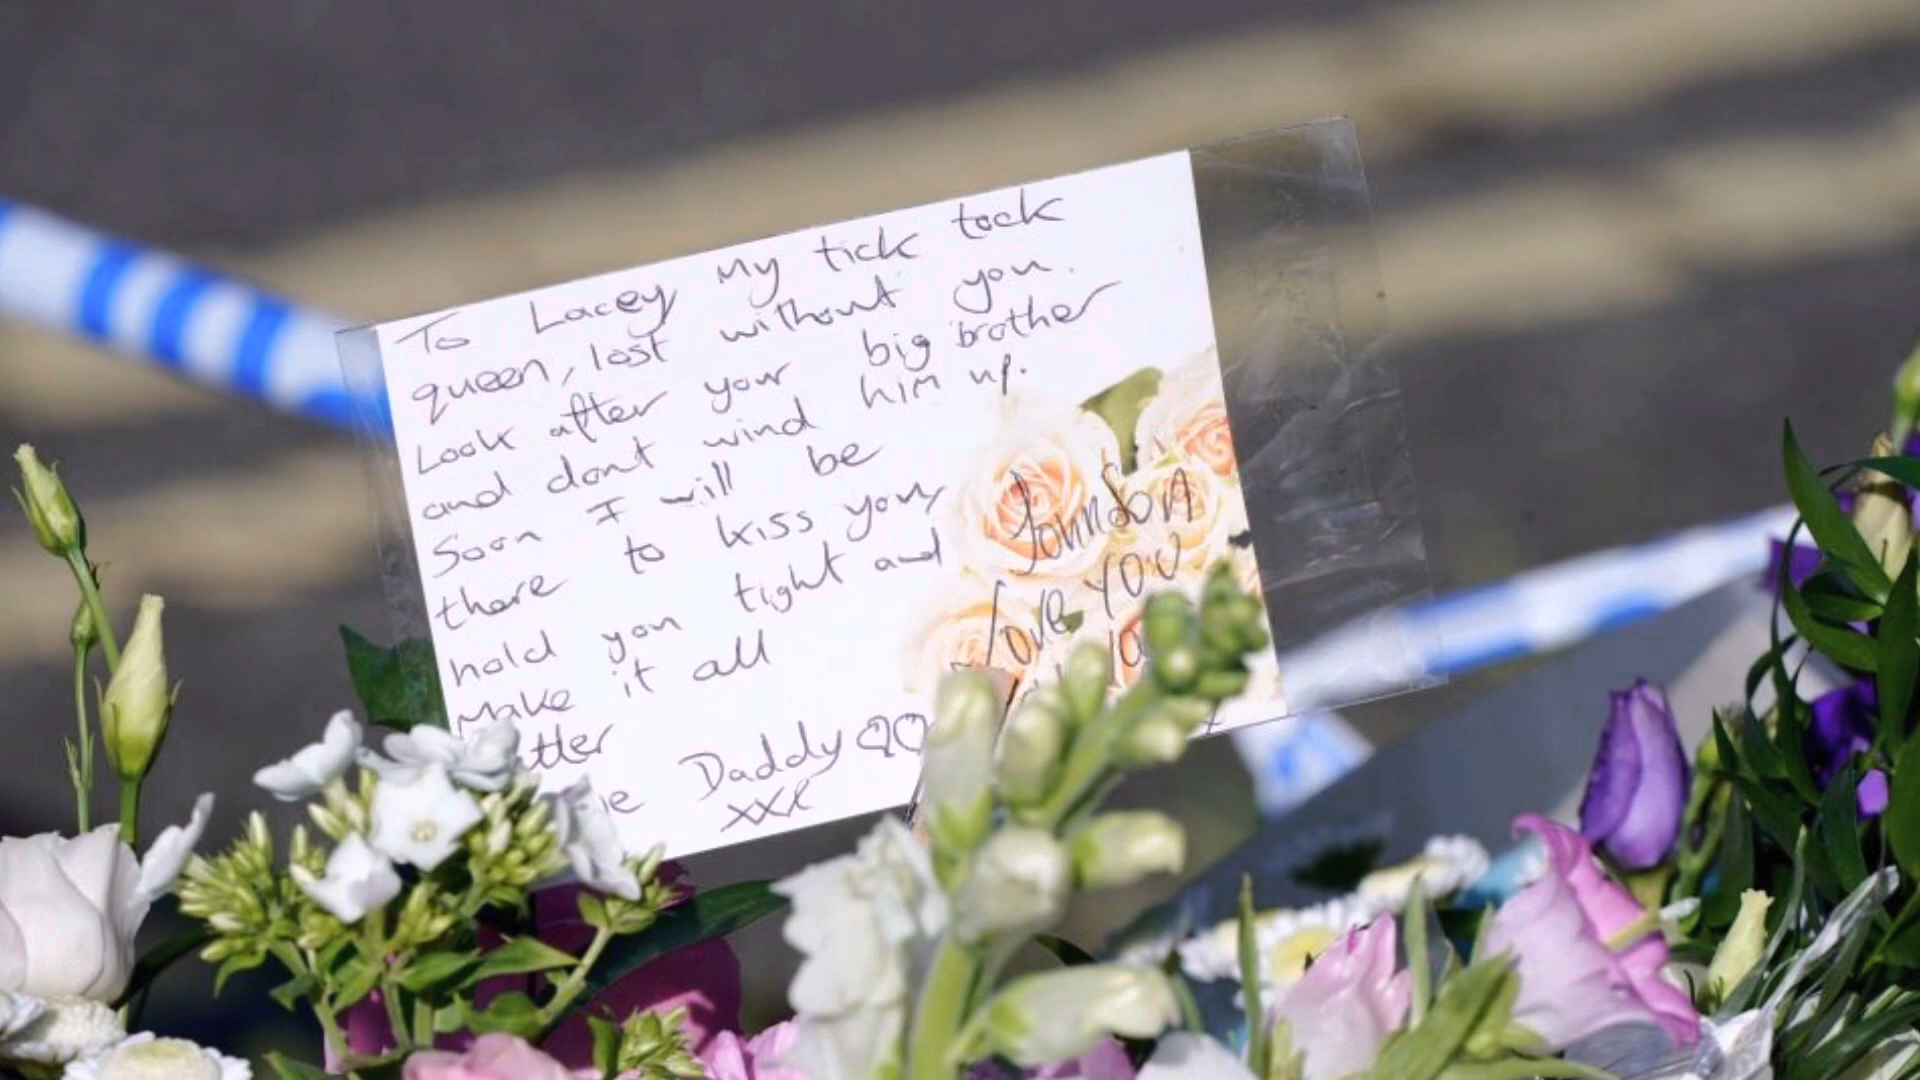 To Lacey My tick tock
queen, lost without you.
Look after your big brother
and dont wind him up.
Soon I will be
there to kiss you,
hold you tight and
make it all
Daddy
xxx
Johnson
Love You